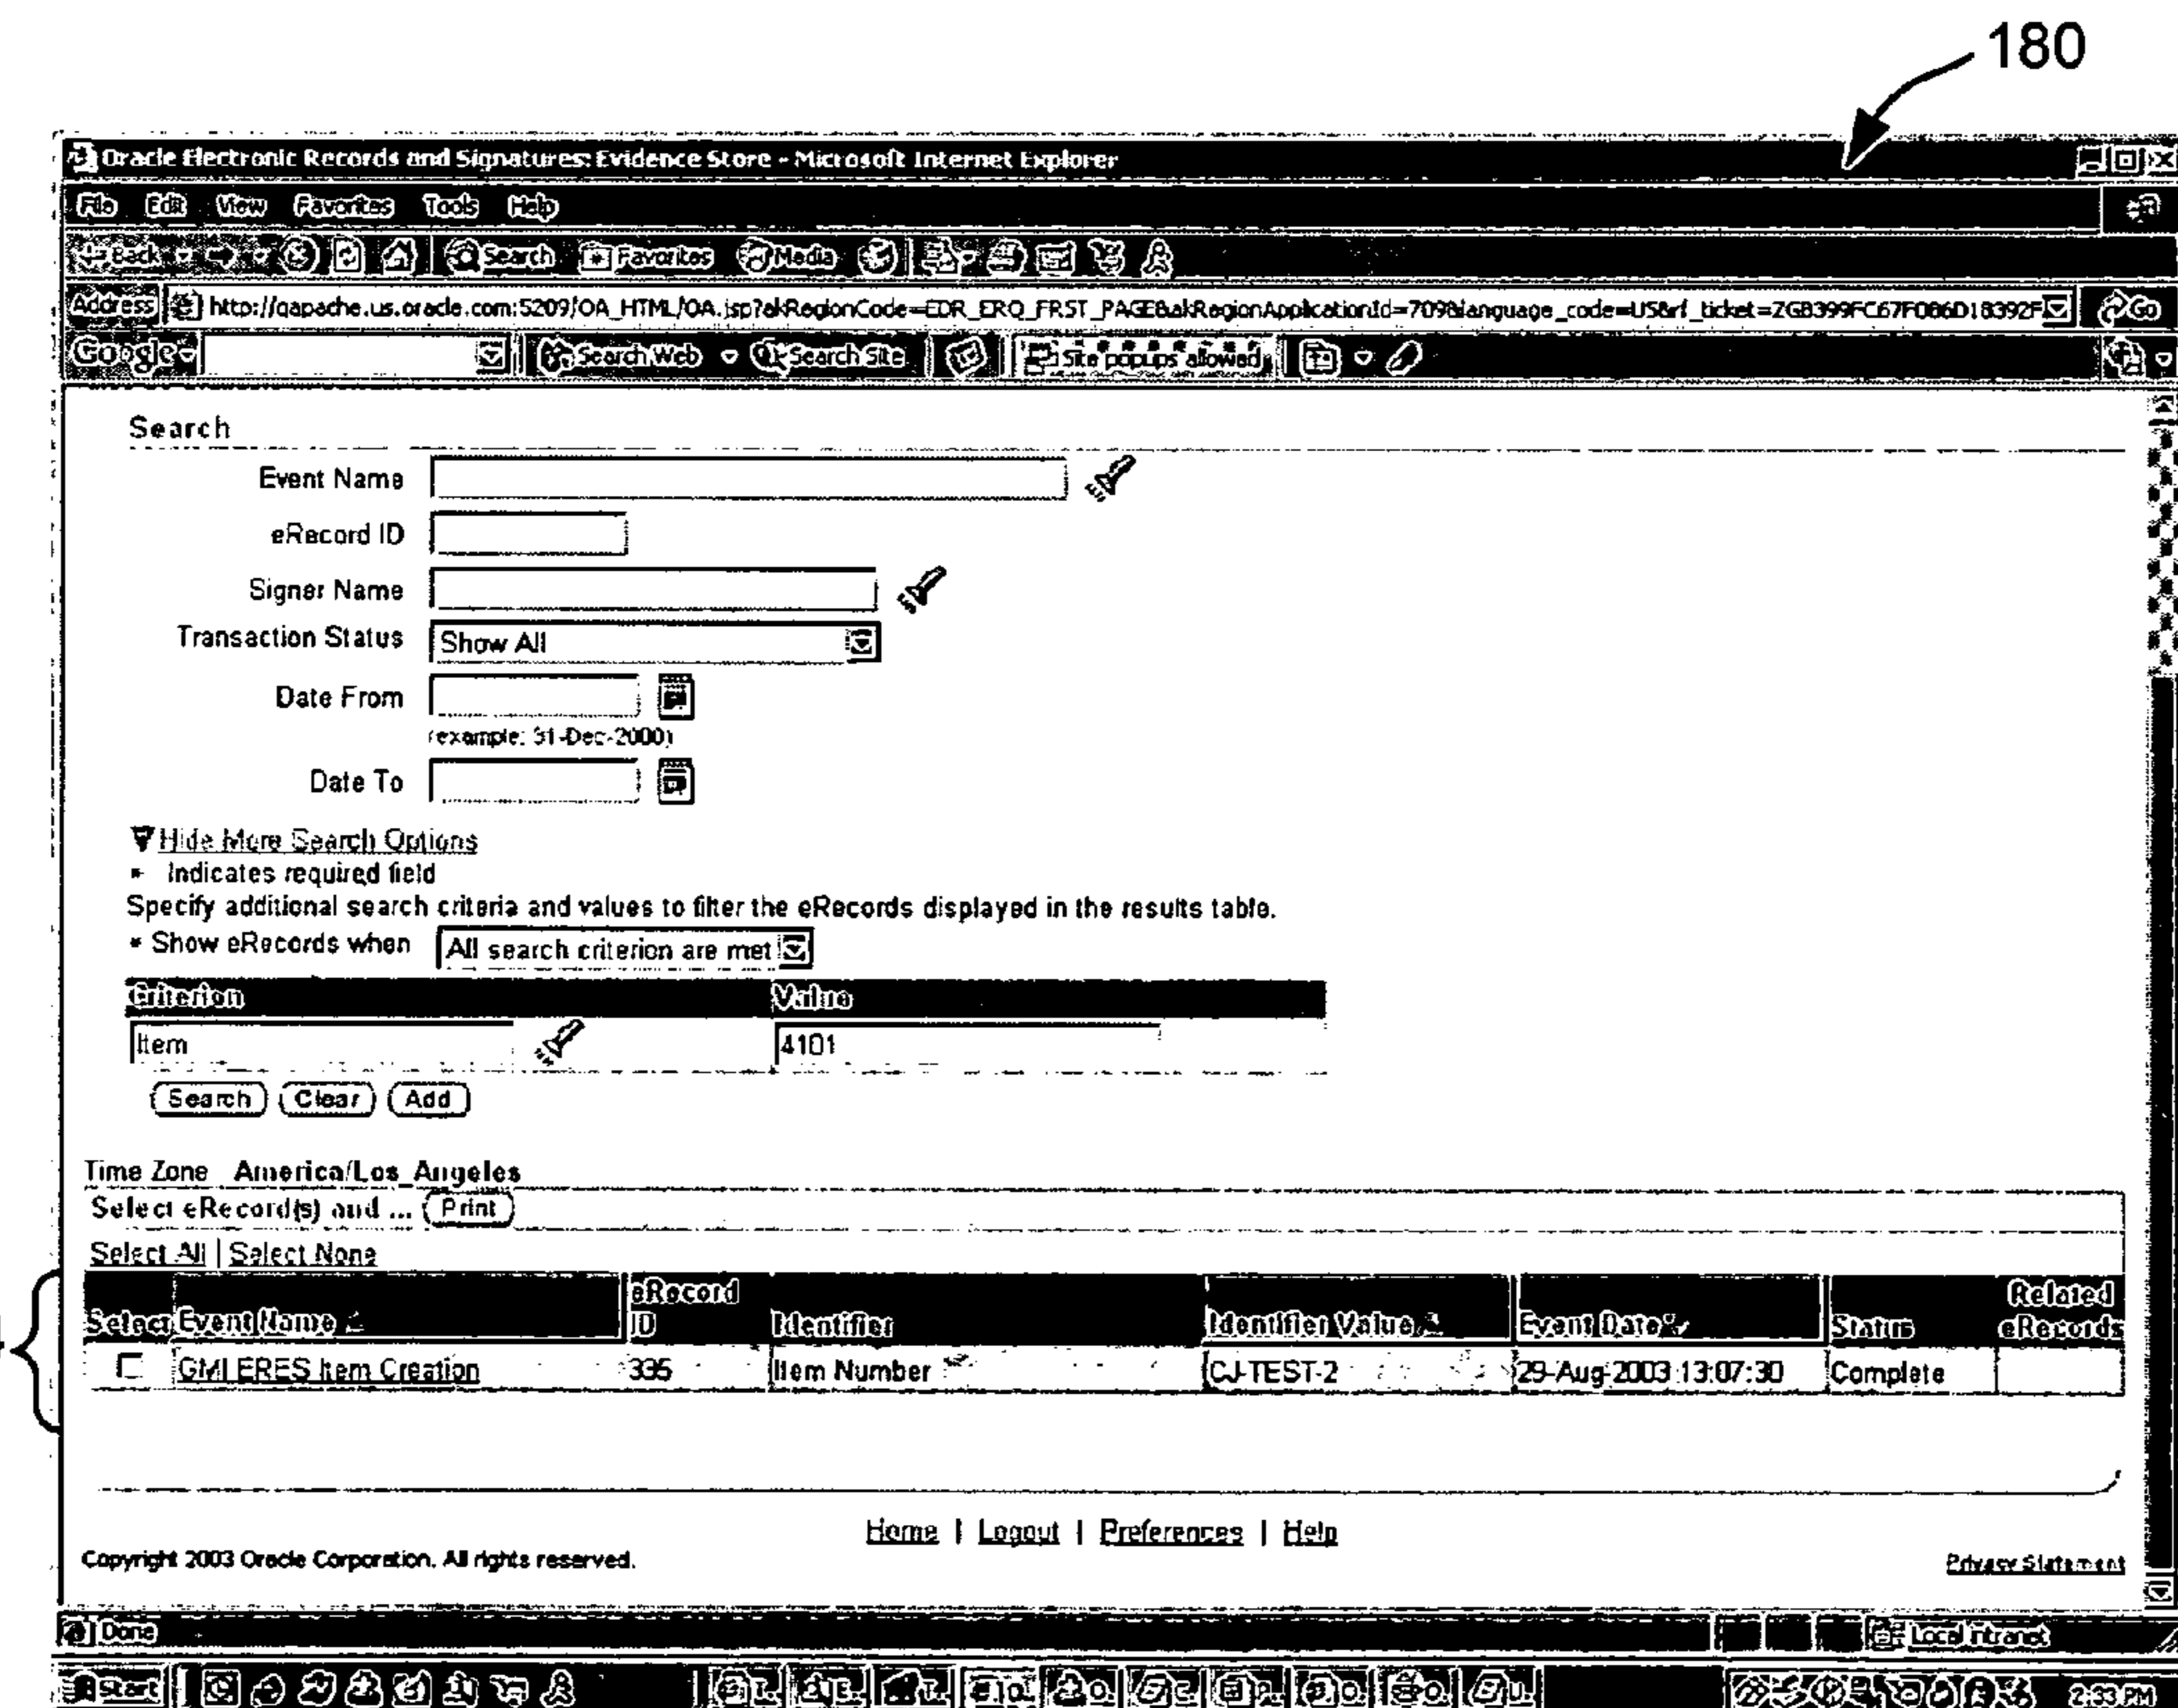 180
Oracle Electronic Records and Signatures: Evidence Store - Microsoft Internet Explorer
File Edit View Favorites Tools Help
Back Search Favorites Media
Address http://qapache.us.oracle.com:5209/OA_HTML/OA.jsp?akRegionCode=EDR_ERQ_FRST_PAGE&akRegionApplicationId=709&language_code=US&rf_ticket= Go
Google Search Web Search Site Site popups allowed
Search
Event Name
eRecord ID
Signer Name
Transaction Status Show All
Date From
(example: 31-Dec-2000)
Date To
Hide More Search Options
* Indicates required field
Specify additional search criteria and values to filter the eRecords displayed in the results table.
* Show eRecords when All search criterion are met
Criterion Value
Item 4101
Search Clear Add
Time Zone America/Los_Angeles
Select eRecord(s) and ... Print
Select All | Select None
Select Event Name eRecord ID Identifier Identifier Value Event Date Status Related eRecords
GMI ERES Item Creation 335 Item Number CJ-TEST-2 29-Aug-2003 13:07:30 Complete
Home | Logout | Preferences | Help
Copyright 2003 Oracle Corporation. All rights reserved.
Privacy Statement
Done Local intranet
Start 2:33 PM